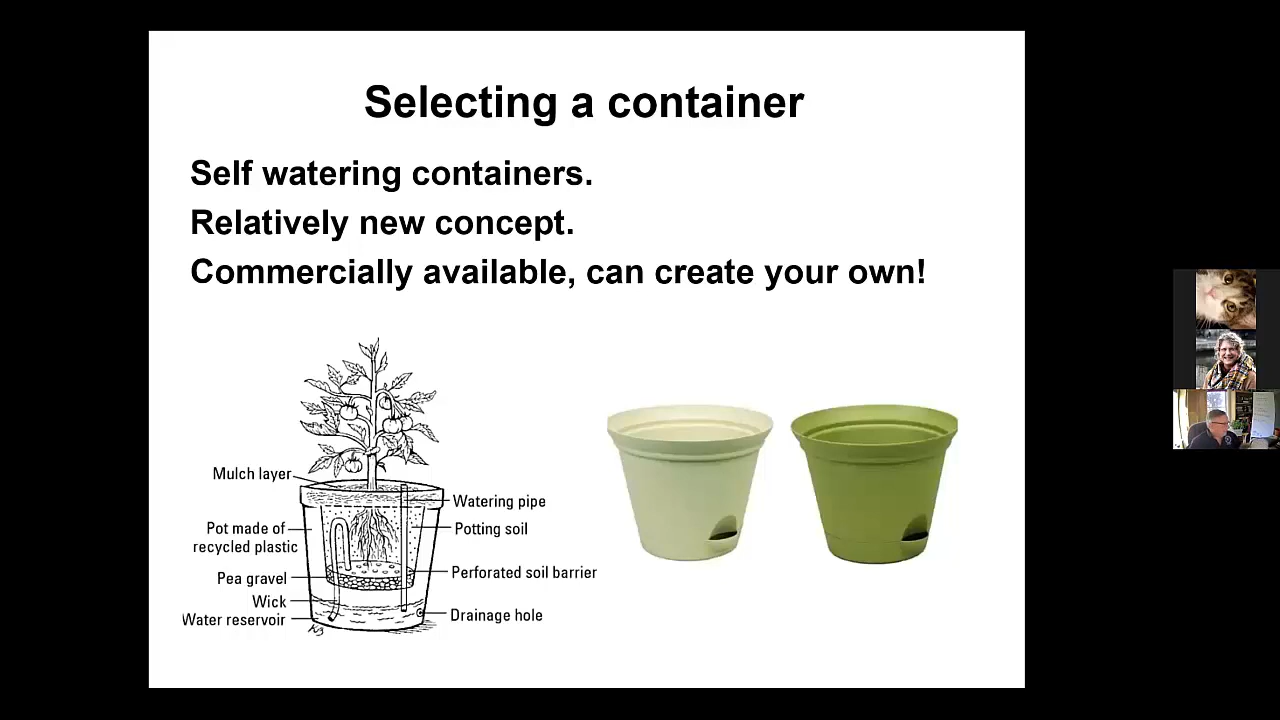 Selecting a container
Self watering containers.
Relatively new concept.
Commercially available, can create your own!
Mulch layer
Pot made of
recycled plastic
Pea gravel
Wick
Water reservoir
Watering pipe
Potting soil
Perforated soil barrier
Drainage hole